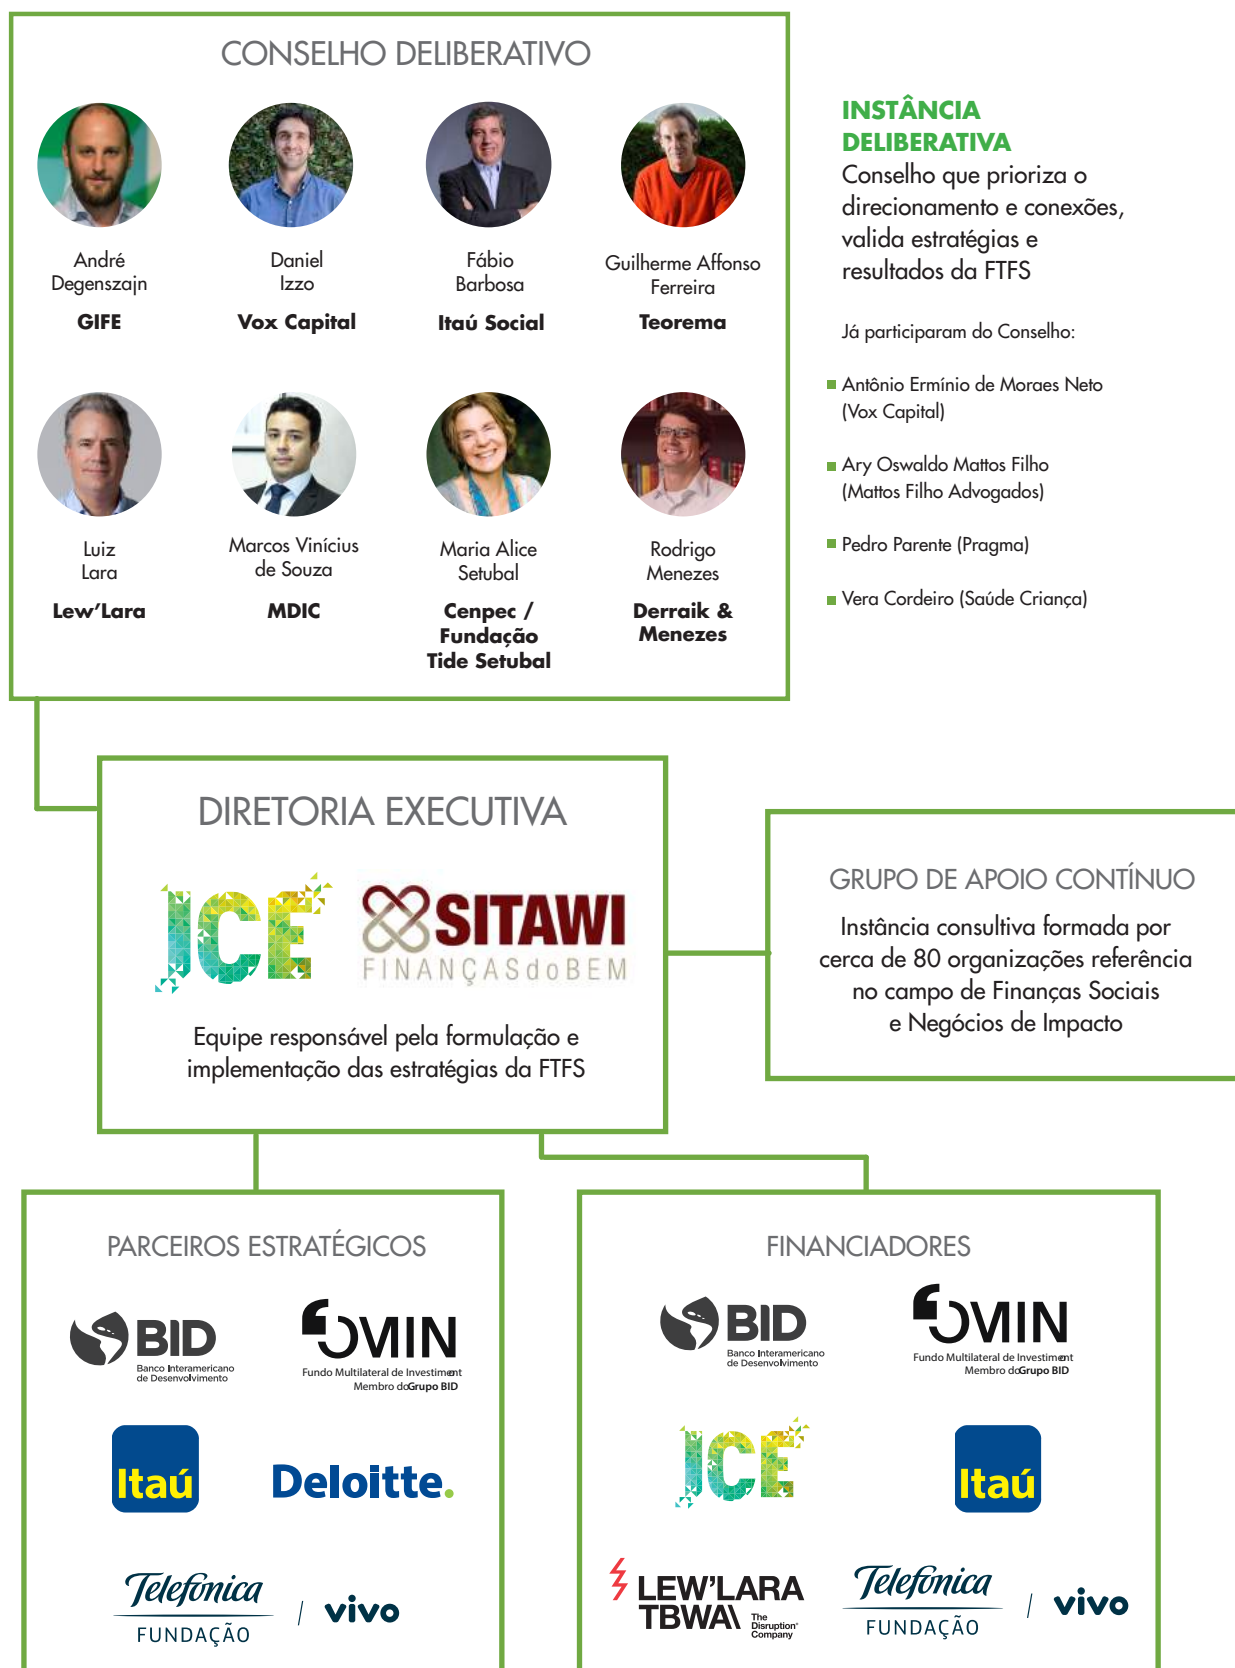 CONSELHO DELIBERATIVO
André
Degenszajn
GIFE
Daniel
Izzo
Vox Capital
Fábio
Barbosa
Itaú Social
Guilherme Affonso
Ferreira
Teorema
Luiz
Lara
Lew’Lara
Marcos Vinícius
de Souza
MDIC
Maria Alice
Setubal
Cenpec /
Fundação
Tide Setubal
Rodrigo
Menezes
Derraik &
Menezes
INSTÂNCIA
DELIBERATIVA
Conselho que prioriza o
direcionamento e conexões,
valida estratégias e
resultados da FTFS
Já participaram do Conselho:
Antônio Ermínio de Moraes Neto
(Vox Capital)
Ary Oswaldo Mattos Filho
(Mattos Filho Advogados)
Pedro Parente (Pragma)
Vera Cordeiro (Saúde Criança)
DIRETORIA EXECUTIVA
ICE
SITAWI
FINANÇASdoBEM
Equipe responsável pela formulação e
implementação das estratégias da FTFS
GRUPO DE APOIO CONTÍNUO
Instância consultiva formada por
cerca de 80 organizações referência
no campo de Finanças Sociais
e Negócios de Impacto
PARCEIROS ESTRATÉGICOS
BID
Banco Interamericano
de Desenvolvimento
FOMIN
Fundo Multilateral de Investiment
Membro do Grupo BID
Itaú
Deloitte.
Telefonica
FUNDAÇÃO
/ vivo
FINANCIADORES
BID
Banco Interamericano
de Desenvolvimento
FOMIN
Fundo Multilateral de Investiment
Membro do Grupo BID
ICE
Itaú
LEW'LARA
TBWA\
The
Disruption®
Company
Telefonica
FUNDAÇÃO
/ vivo